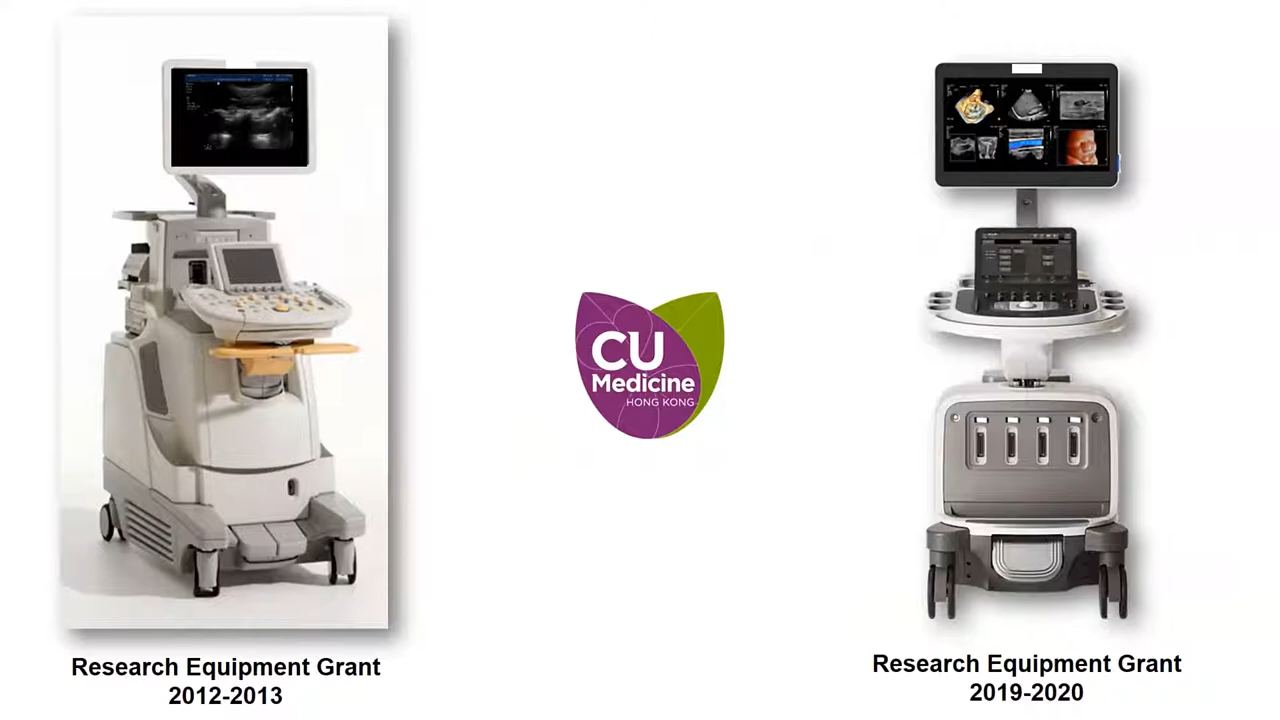 CU
Medicine
HONG KONG
Research Equipment Grant
2012-2013
Research Equipment Grant
2019-2020